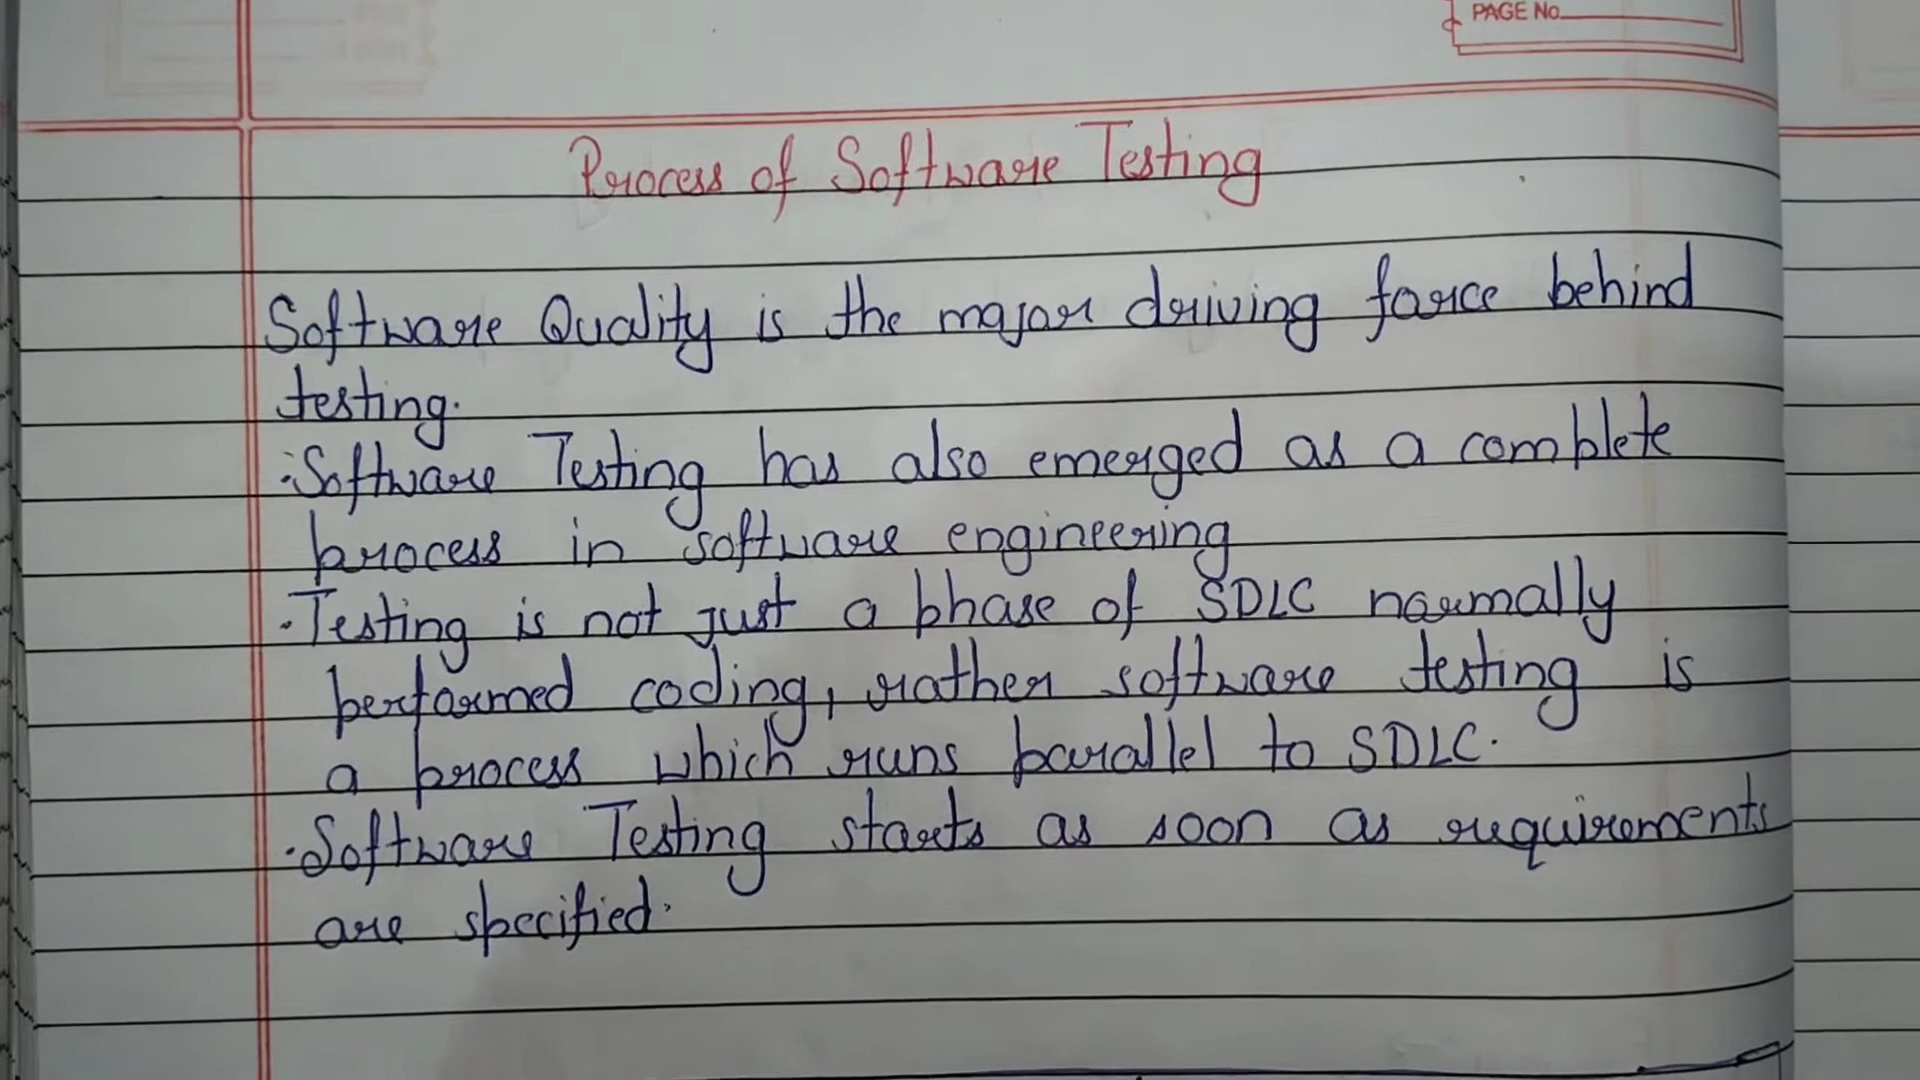 PAGE No.
Process of Software Testing
Software Quality is the major driving force behind
testing.
· Software Testing has also emerged as a complete
process in software engineering
· Testing is not just a phase of SDLC normally
performed coding, rather software testing is
a process which runs parallel to SDLC.
· Software Testing starts as soon as requirements
are specified.